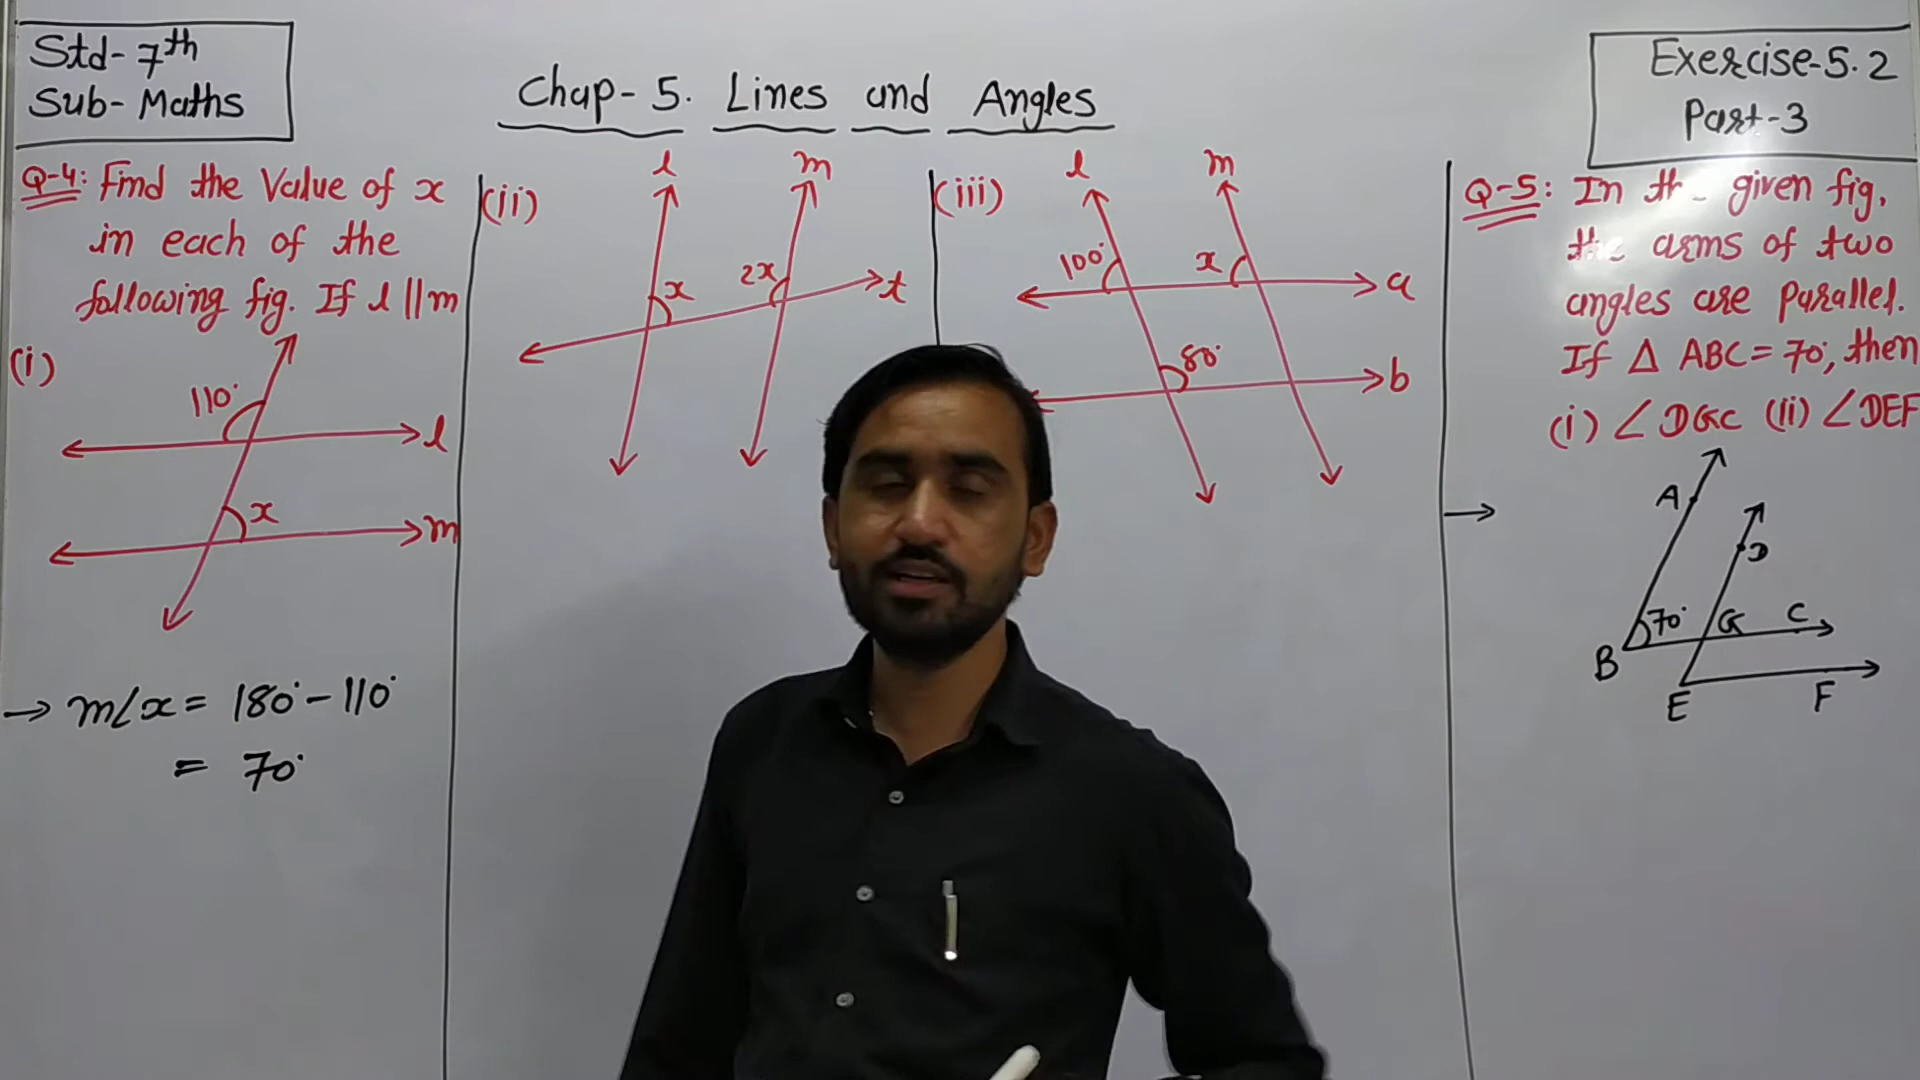 Std-7th
Sub-Maths
Chap-5. Lines and Angles
Exercise-5.2
Part-3
Q-4: Find the Value of x
in each of the
following fig. If l || m
(i)
110°
l
x
m
→ m∠x = 180° - 110°
= 70°
(ii)
l
m
x
2x
t
(iii)
l
m
100°
x
a
80°
b
Q-5: In given fig,
the arms of two
angles are Parallel.
If △ ABC = 70°, then
(i) ∠DGC (ii) ∠DEF
→
A
D
70°
G
C
B
E
F